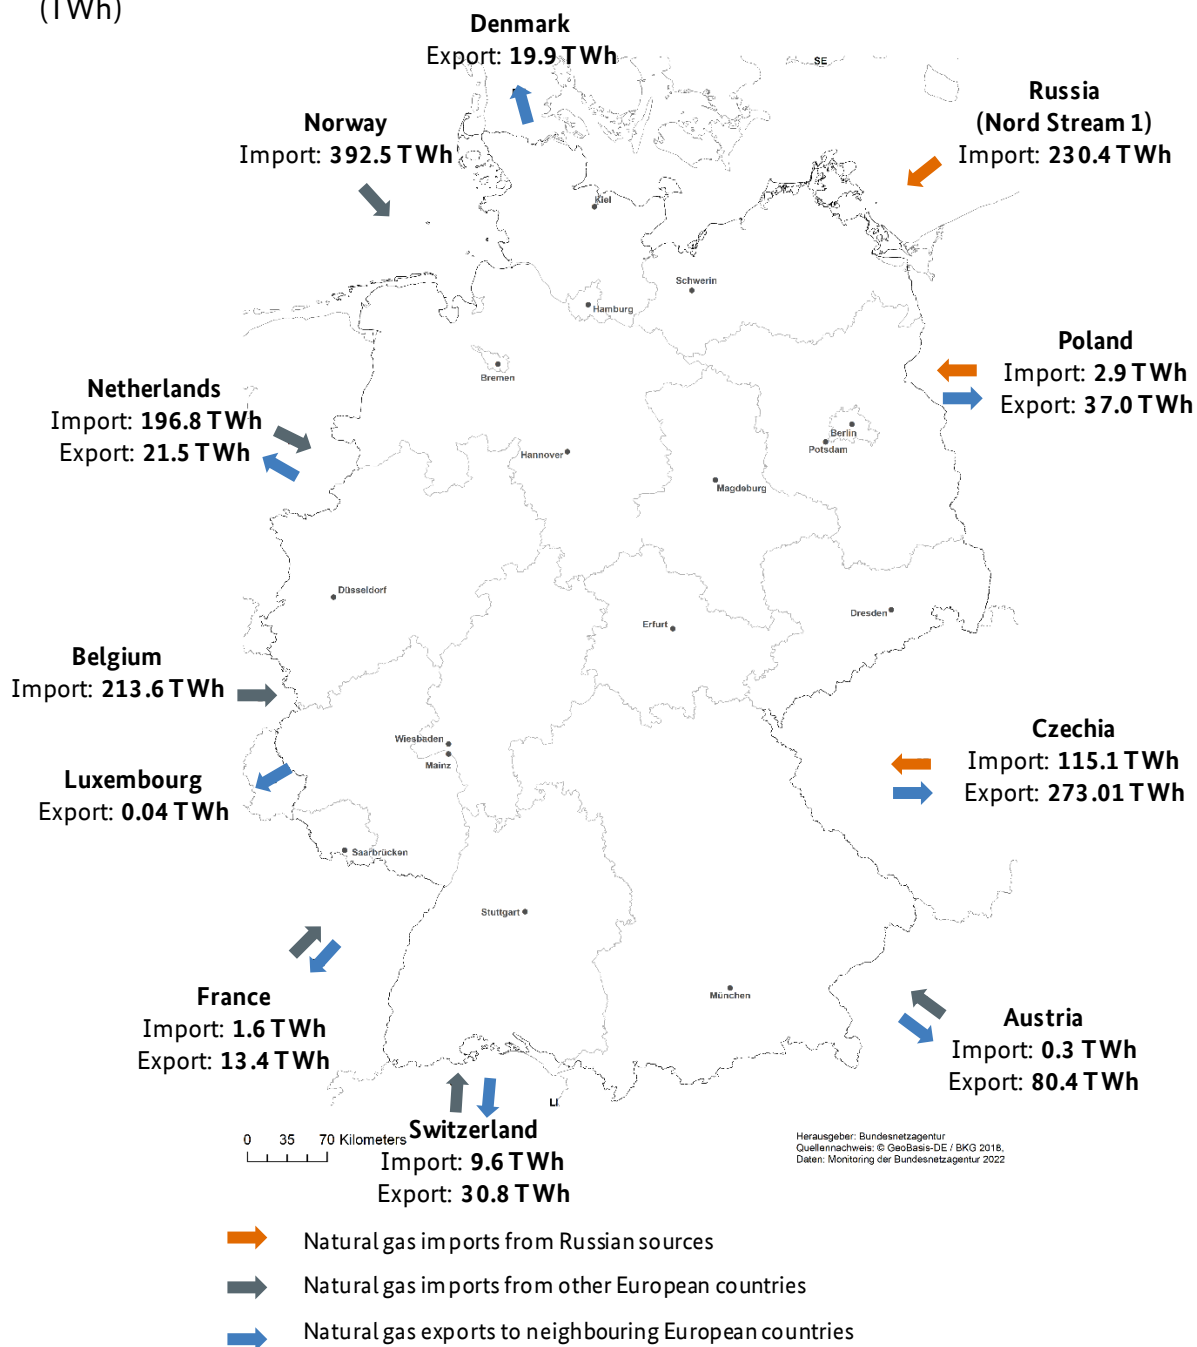 (TWh)
Denmark
Export: 19.9 TWh
SE
Russia
(Nord Stream 1)
Import: 230.4 TWh
Norway
Import: 392.5 TWh
Kiel
Schwerin
Hamburg
Poland
Import: 2.9 TWh
Export: 37.0 TWh
Bremen
Netherlands
Import: 196.8 TWh
Export: 21.5 TWh
Berlin
Potsdam
Hannover
Magdeburg
Düsseldorf
Dresden
Erfurt
Belgium
Import: 213.6 TWh
Wiesbaden
Mainz
Czechia
Import: 115.1 TWh
Export: 273.01 TWh
Luxembourg
Export: 0.04 TWh
Saarbrücken
Stuttgart
München
France
Import: 1.6 TWh
Export: 13.4 TWh
Austria
Import: 0.3 TWh
Export: 80.4 TWh
LI
0 35 70 Kilometers
Switzerland
Import: 9.6 TWh
Export: 30.8 TWh
Herausgeber: Bundesnetzagentur
Quellennachweis: © GeoBasis-DE / BKG 2018,
Daten: Monitoring der Bundesnetzagentur 2022
Natural gas imports from Russian sources
Natural gas imports from other European countries
Natural gas exports to neighbouring European countries